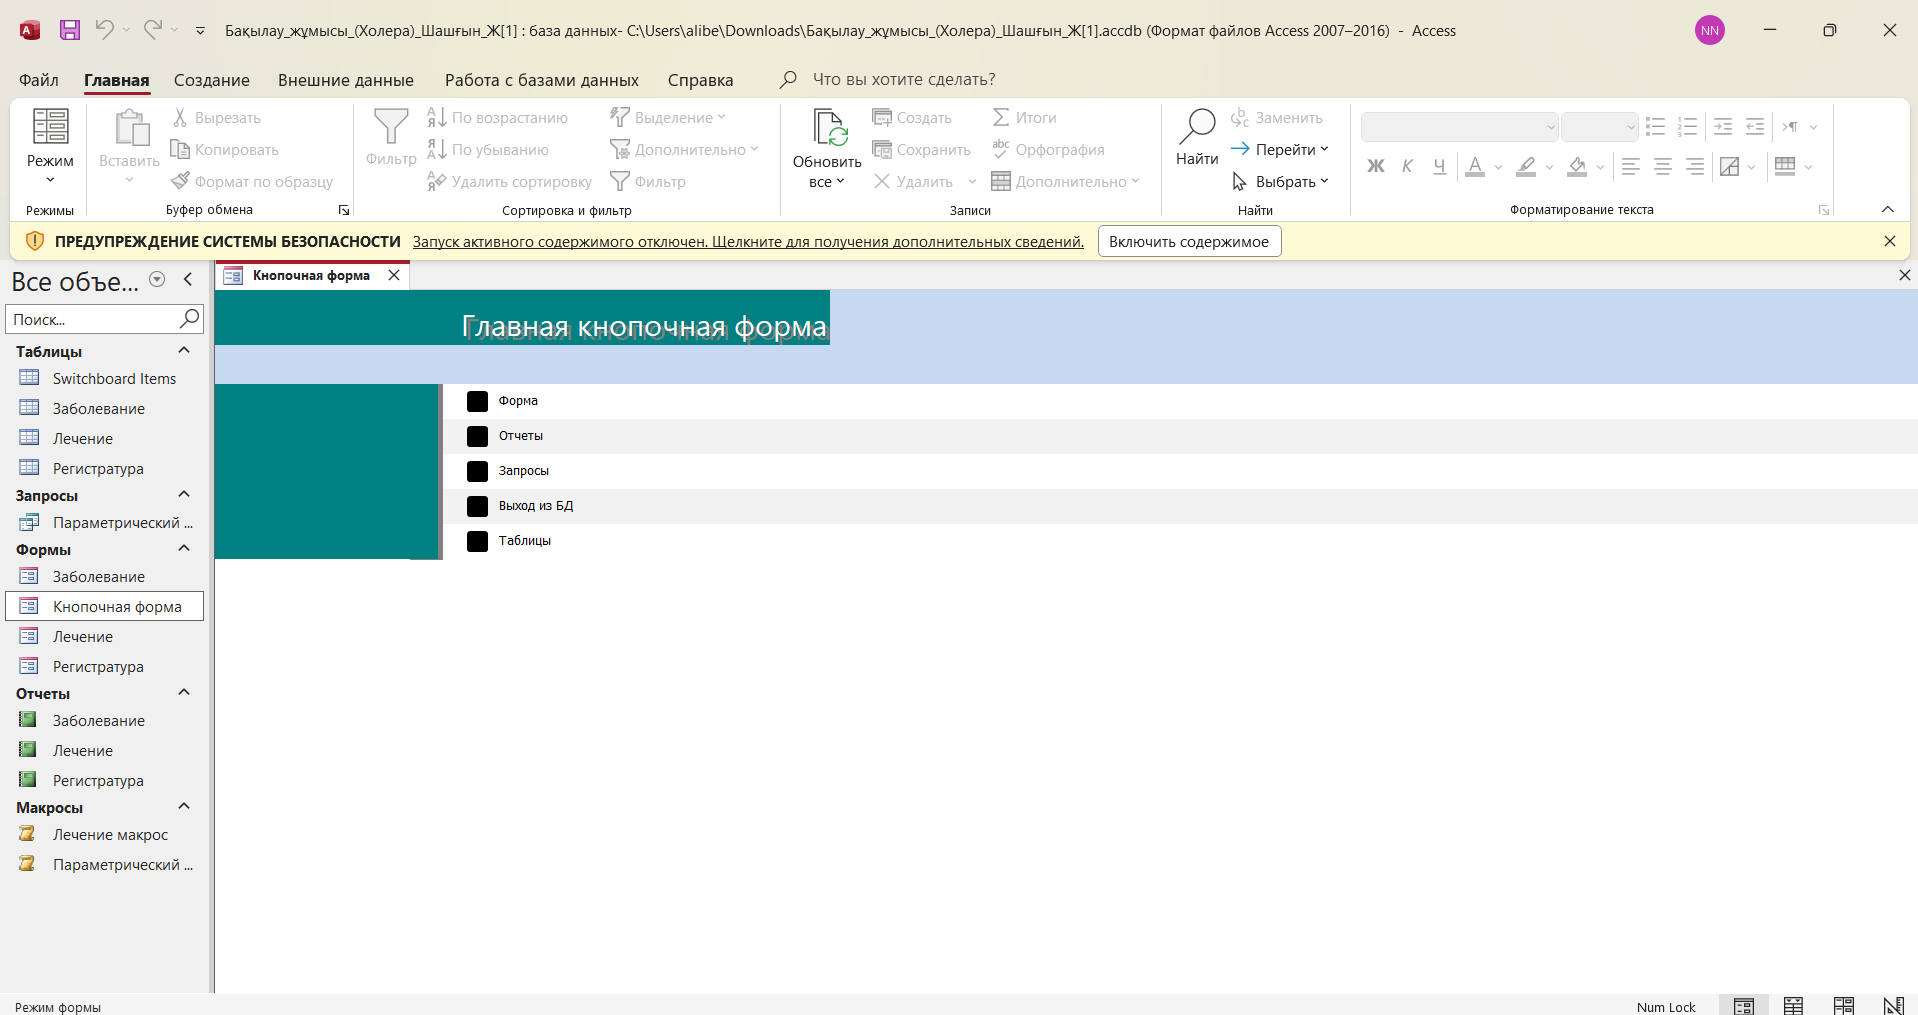 Бақылау_жұмысы_(Холера)_Шашғын_Ж[1] : база данных- C:\Users\alibe\Downloads\Бақылау_жұмысы_(Холера)_Шашғын_Ж[1].accdb (Формат файлов Access 2007–2016) - Access
NN
Файл Главная Создание Внешние данные Работа с базами данных Справка Что вы хотите сделать?
Режим
Режимы
Вставить
Вырезать
Копировать
Формат по образцу
Буфер обмена
Фильтр
По возрастанию
По убыванию
Удалить сортировку
Выделение
Дополнительно
Фильтр
Сортировка и фильтр
Обновить
все
Создать
Сохранить
Удалить
Итоги
Орфография
Дополнительно
Записи
Найти
Заменить
Перейти
Выбрать
Найти
Ж К Ч А
Форматирование текста
ПРЕДУПРЕЖДЕНИЕ СИСТЕМЫ БЕЗОПАСНОСТИ Запуск активного содержимого отключен. Щелкните для получения дополнительных сведений. Включить содержимое
Все объе...
Поиск...
Таблицы
Switchboard Items
Заболевание
Лечение
Регистратура
Запросы
Параметрический ...
Формы
Заболевание
Кнопочная форма
Лечение
Регистратура
Отчеты
Заболевание
Лечение
Регистратура
Макросы
Лечение макрос
Параметрический ...
Кнопочная форма
Главная кнопочная форма
Форма
Отчеты
Запросы
Выход из БД
Таблицы
Режим формы
Num Lock